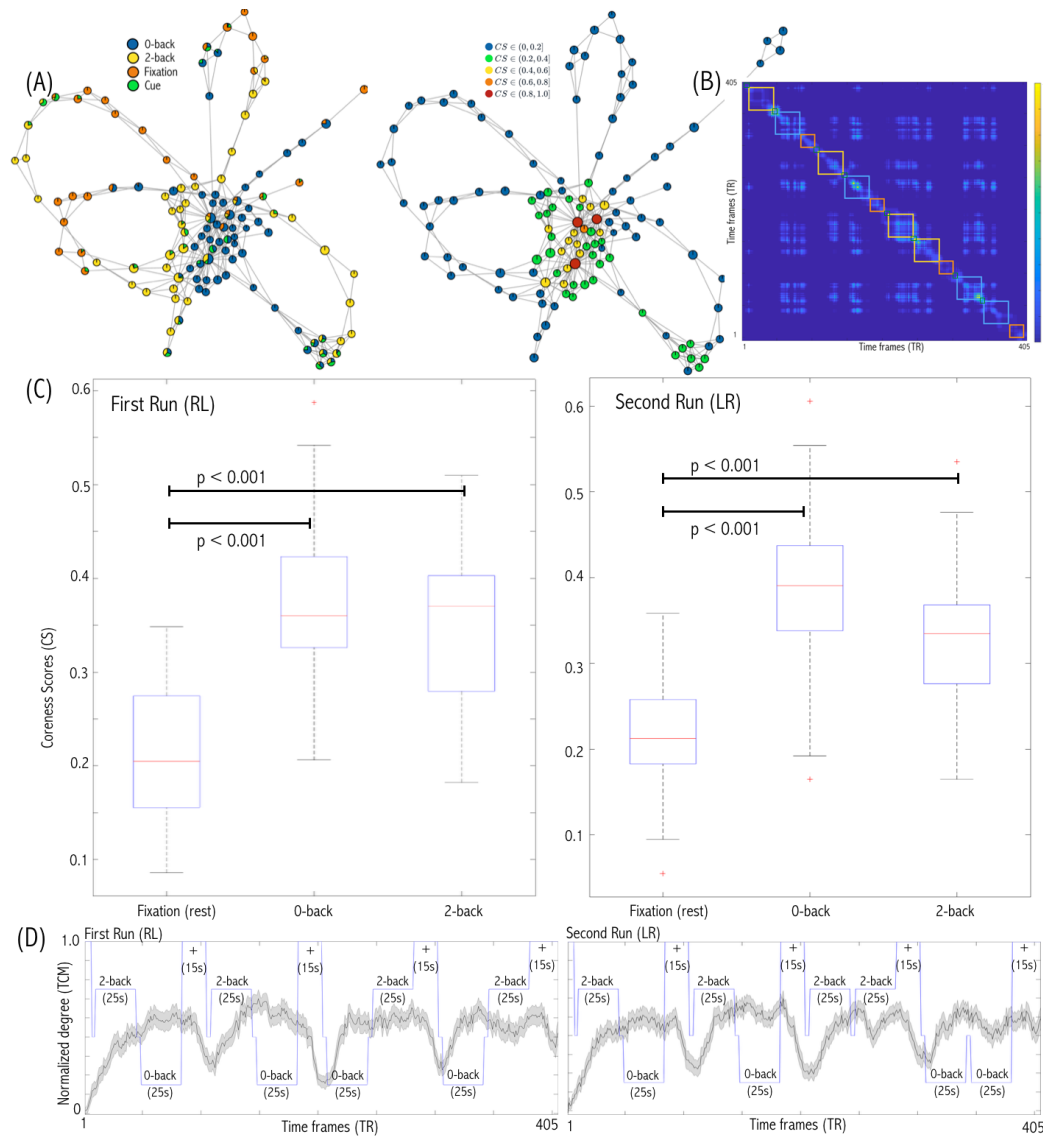 (A)
0-back
2-back
Fixation
Cue
CS ∈ (0, 0.2]
CS ∈ (0.2, 0.4]
CS ∈ (0.4, 0.6]
CS ∈ (0.6, 0.8]
CS ∈ (0.8, 1.0]
(B)
405
Time frames (TR)
1
1
405
Time frames (TR)
(C)
First Run (RL)
p < 0.001
p < 0.001
0.6
0.5
0.4
0.3
0.2
0.1
Coreness Scores (CS)
Fixation (rest)
0-back
2-back
Second Run (LR)
p < 0.001
p < 0.001
0.6
0.5
0.4
0.3
0.2
0.1
Fixation (rest)
0-back
2-back
(D)
First Run (RL)
1.0
0
Normalized degree (TCM)
+ + + +
(15s) (15s) (15s) (15s)
2-back 2-back 2-back 2-back
(25s) (25s) (25s) (25s)
0-back 0-back 0-back 0-back
(25s) (25s) (25s) (25s)
1
405
Time frames (TR)
Second Run (LR)
+ + + +
(15s) (15s) (15s) (15s)
2-back 2-back 2-back 2-back
(25s) (25s) (25s) (25s)
0-back 0-back 0-back 0-back
(25s) (25s) (25s) (25s)
1
405
Time frames (TR)